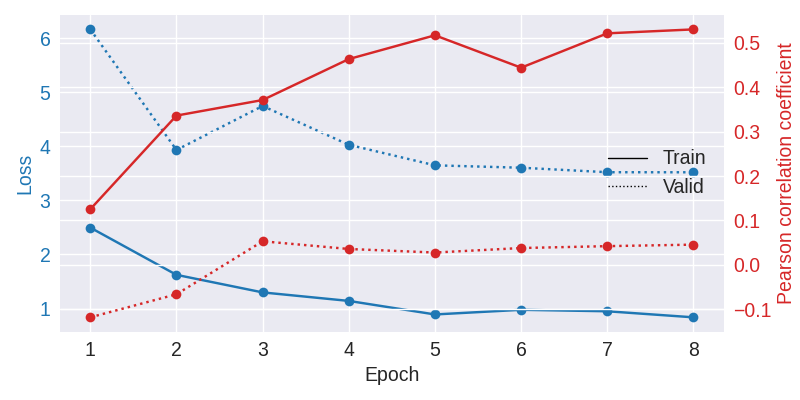 6
5
4
3
2
1
Loss
1 2 3 4 5 6 7 8
Epoch
Train
Valid
0.5
0.4
0.3
0.2
0.1
0.0
−0.1
Pearson correlation coefficient